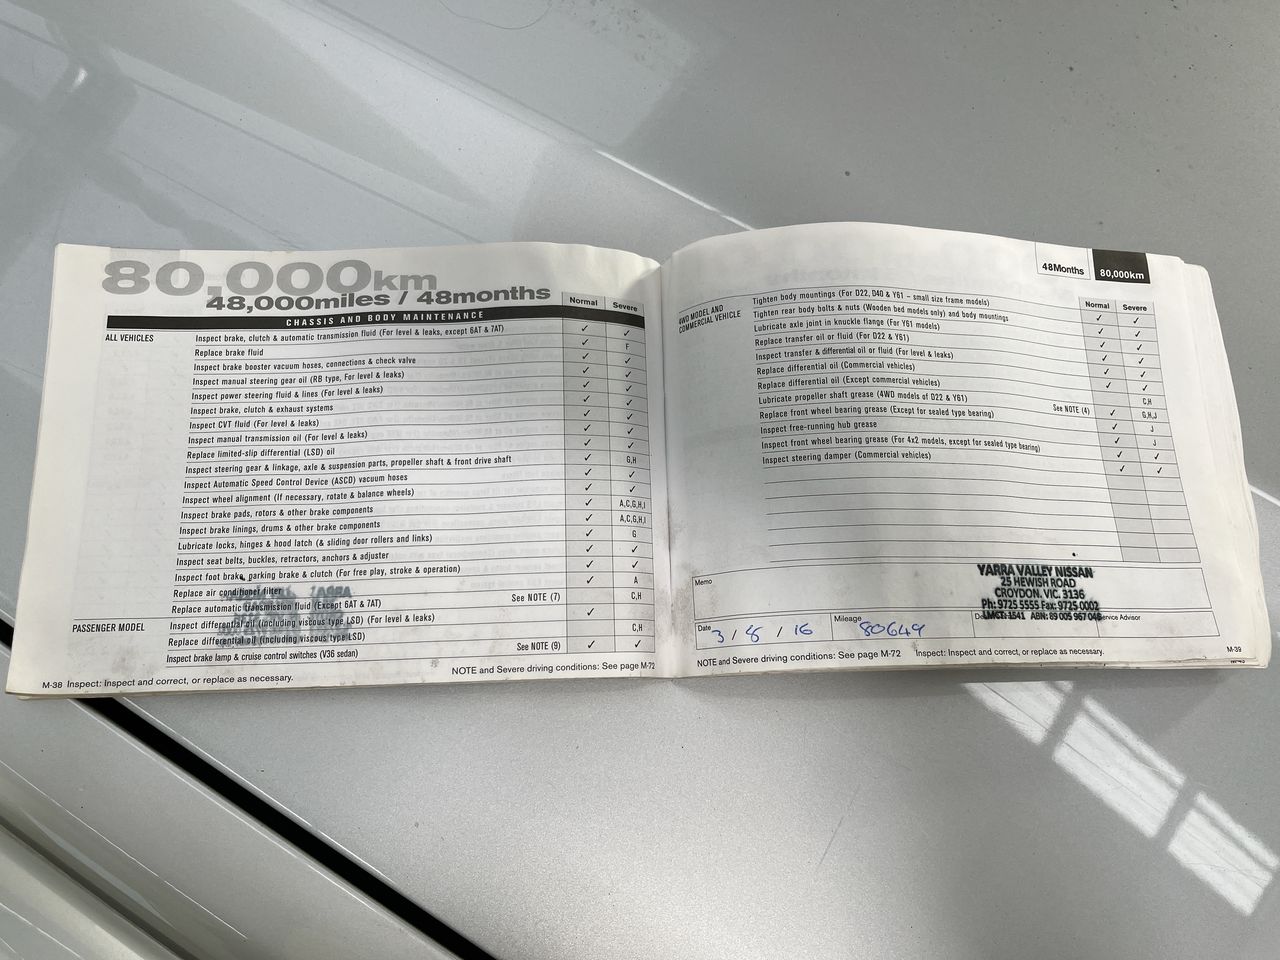 80,000km
48,000miles / 48months
Normal Severe
CHASSIS AND BODY MAINTENANCE
ALL VEHICLES Inspect brake, clutch & automatic transmission fluid (For level & leaks, except 6AT & 7AT) ✓ ✓
Replace brake fluid ✓ F
Inspect brake booster vacuum hoses, connections & check valve ✓ ✓
Inspect manual steering gear oil (RB type, For level & leaks) ✓ ✓
Inspect power steering fluid & lines (For level & leaks) ✓ ✓
Inspect brake, clutch & exhaust systems ✓ ✓
Inspect CVT fluid (For level & leaks) ✓ ✓
Inspect manual transmission oil (For level & leaks) ✓ ✓
Replace limited-slip differential (LSD) oil ✓ ✓
Inspect steering gear & linkage, axle & suspension parts, propeller shaft & front drive shaft ✓ G,H
Inspect Automatic Speed Control Device (ASCD) vacuum hoses ✓ ✓
Inspect wheel alignment (If necessary, rotate & balance wheels) ✓ ✓
Inspect brake pads, rotors & other brake components ✓ A,C,G,H,I
Inspect brake linings, drums & other brake components ✓ A,C,G,H,I
Lubricate locks, hinges & hood latch (& sliding door rollers and links) ✓ G
Inspect seat belts, buckles, retractors, anchors & adjuster ✓ ✓
Inspect foot brake, parking brake & clutch (For free play, stroke & operation) ✓ ✓
Replace air conditioner filter ✓ A
Replace automatic transmission fluid (Except 6AT & 7AT) See NOTE (7) C,H
PASSENGER MODEL Inspect differential oil (including viscous type LSD) (For level & leaks) ✓
Replace differential oil (including viscous type LSD) C,H
Inspect brake lamp & cruise control switches (V36 sedan) See NOTE (9) ✓ ✓
NOTE and Severe driving conditions: See page M-72
M-38 Inspect: Inspect and correct, or replace as necessary.
48Months 80,000km
Normal Severe
4WD MODEL AND
COMMERCIAL VEHICLE
Tighten body mountings (For D22, D40 & Y61 - small size frame models) ✓ ✓
Tighten rear body bolts & nuts (Wooden bed models only) and body mountings ✓ ✓
Lubricate axle joint in knuckle flange (For Y61 models) ✓ ✓
Replace transfer oil or fluid (For D22 & Y61) ✓ ✓
Inspect transfer & differential oil or fluid (For level & leaks) ✓ ✓
Replace differential oil (Commercial vehicles) ✓ ✓
Replace differential oil (Except commercial vehicles) C,H
Lubricate propeller shaft grease (4WD models of D22 & Y61) See NOTE (4) ✓ G,H,J
Replace front wheel bearing grease (Except for sealed type bearing) ✓ J
Inspect free-running hub grease ✓ J
Inspect front wheel bearing grease (For 4x2 models, except for sealed type bearing) ✓ ✓
Inspect steering damper (Commercial vehicles) ✓ ✓
Memo
YARRA VALLEY NISSAN
25 HEWISH ROAD
CROYDON, VIC. 3136
Ph: 9725 5555 Fax: 9725 0002
LMCT: 1541 ABN: 89 005 967 046
Service Advisor
Date 3 / 8 / 16 Mileage 80649
NOTE and Severe driving conditions: See page M-72 Inspect: Inspect and correct, or replace as necessary.
M-39